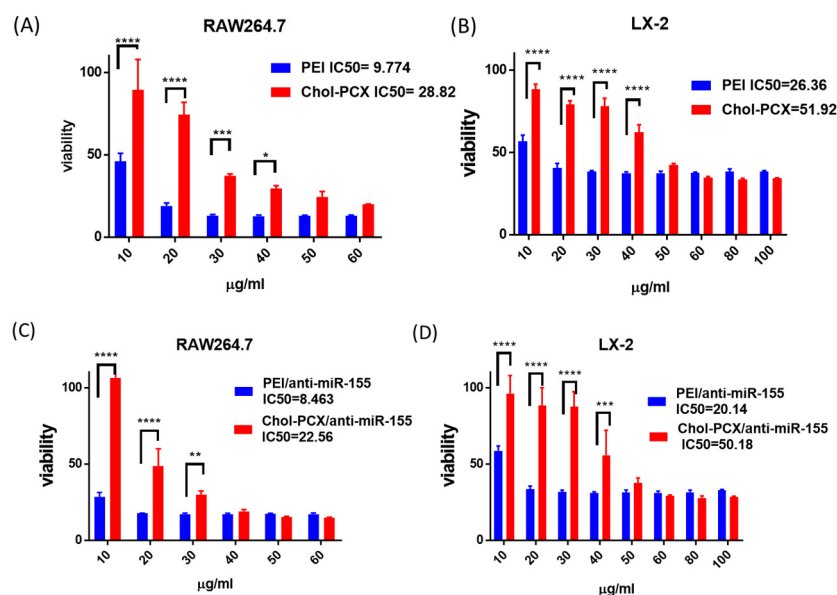 (A)
RAW264.7
****
****
***
*
PEI IC50= 9.774
Chol-PCX IC50= 28.82
viability
100
50
0
10 20 30 40 50 60
μg/ml
(B)
LX-2
****
****
****
****
PEI IC50=26.36
Chol-PCX=51.92
viability
100
50
0
10 20 30 40 50 60 80 100
μg/ml
(C)
RAW264.7
****
****
**
PEI/anti-miR-155
IC50=8.463
Chol-PCX/anti-miR-155
IC50=22.56
viability
100
50
0
10 20 30 40 50 60
μg/ml
(D)
LX-2
****
****
****
***
PEI/anti-miR-155
IC50=20.14
Chol-PCX/anti-miR-155
IC50=50.18
viability
100
50
0
10 20 30 40 50 60 80 100
μg/ml